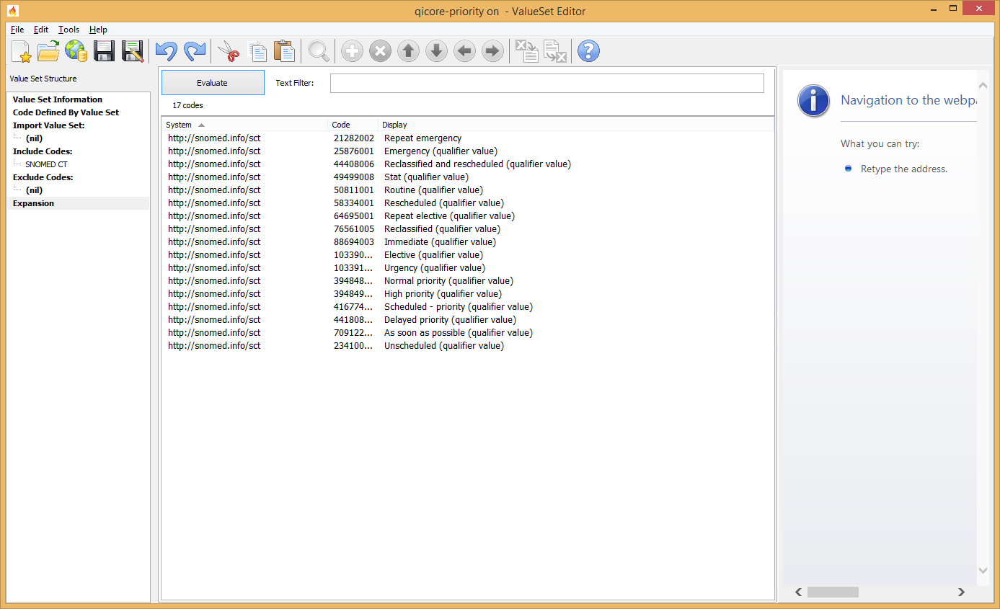 qicore-priority on - ValueSet Editor
File Edit Tools Help
Value Set Structure
Value Set Information
Code Defined By Value Set
Import Value Set:
(nil)
Include Codes:
SNOMED CT
Exclude Codes:
(nil)
Expansion
Evaluate Text Filter:
17 codes
System Code Display
http://snomed.info/sct 21282002 Repeat emergency
http://snomed.info/sct 25876001 Emergency (qualifier value)
http://snomed.info/sct 44408006 Reclassified and rescheduled (qualifier value)
http://snomed.info/sct 49499008 Stat (qualifier value)
http://snomed.info/sct 50811001 Routine (qualifier value)
http://snomed.info/sct 58334001 Rescheduled (qualifier value)
http://snomed.info/sct 64695001 Repeat elective (qualifier value)
http://snomed.info/sct 76561005 Reclassified (qualifier value)
http://snomed.info/sct 88694003 Immediate (qualifier value)
http://snomed.info/sct 103390... Elective (qualifier value)
http://snomed.info/sct 103391... Urgency (qualifier value)
http://snomed.info/sct 394848... Normal priority (qualifier value)
http://snomed.info/sct 394849... High priority (qualifier value)
http://snomed.info/sct 416774... Scheduled - priority (qualifier value)
http://snomed.info/sct 441808... Delayed priority (qualifier value)
http://snomed.info/sct 709122... As soon as possible (qualifier value)
http://snomed.info/sct 234100... Unscheduled (qualifier value)
Navigation to the webp
What you can try:
Retype the address.